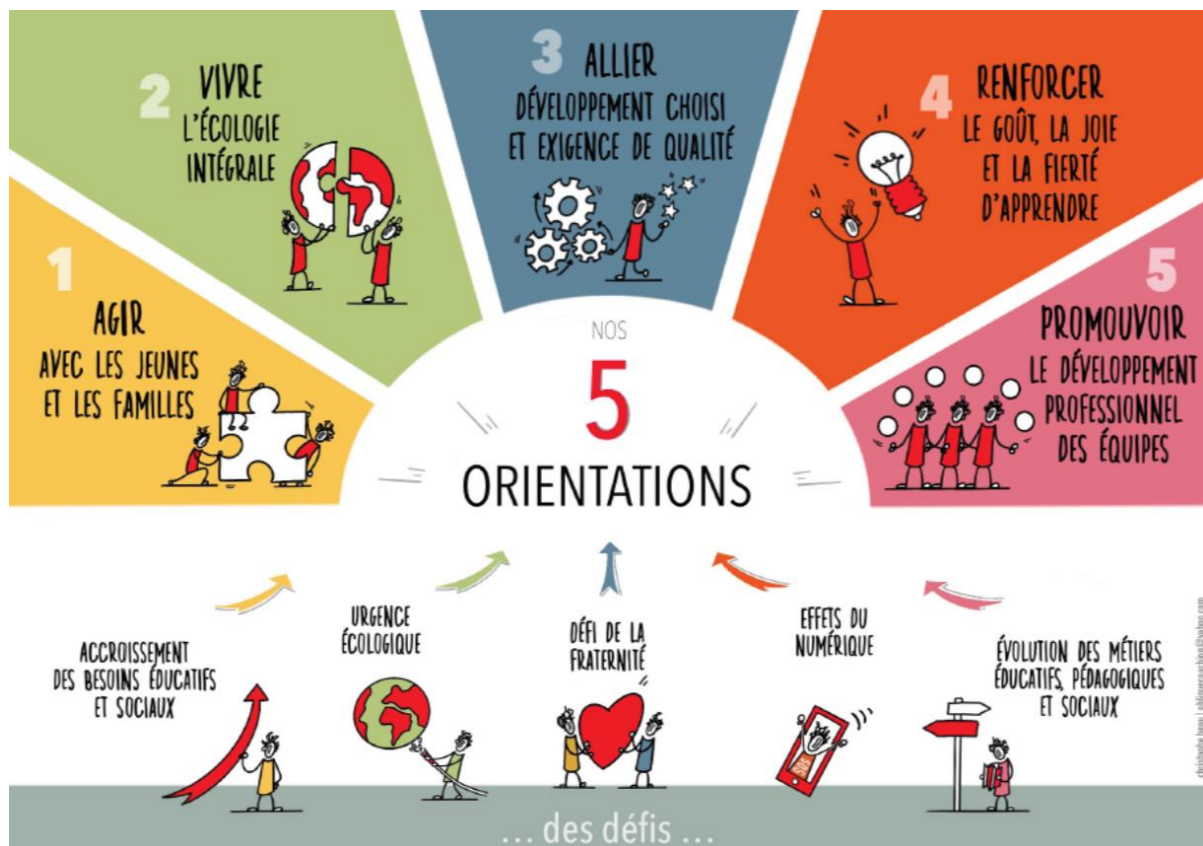 1
AGIR
AVEC LES JEUNES
ET LES FAMILLES
2
VIVRE
L'ÉCOLOGIE
INTÉGRALE
3
ALLIER
DÉVELOPPEMENT CHOISI
ET EXIGENCE DE QUALITÉ
4
RENFORCER
LE GOÛT, LA JOIE
ET LA FIERTÉ
D'APPRENDRE
5
PROMOUVOIR
LE DÉVELOPPEMENT
PROFESSIONNEL
DES ÉQUIPES
NOS
5
ORIENTATIONS
ACCROISSEMENT
DES BESOINS ÉDUCATIFS
ET SOCIAUX
URGENCE
ÉCOLOGIQUE
DÉFI DE LA
FRATERNITÉ
EFFETS DU
NUMÉRIQUE
SOS
ÉVOLUTION DES MÉTIERS
ÉDUCATIFS, PÉDAGOGIQUES
ET SOCIAUX
... des défis ...